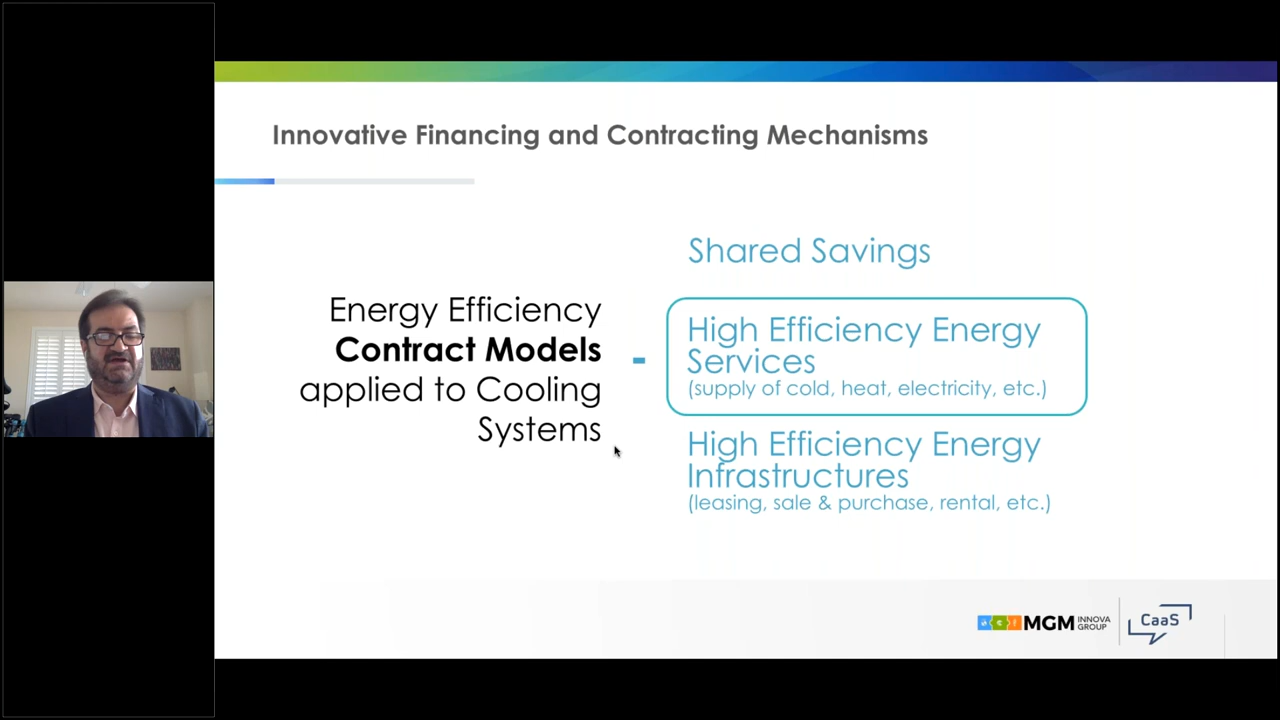 Innovative Financing and Contracting Mechanisms
Energy Efficiency
Contract Models
applied to Cooling
Systems
-
Shared Savings
High Efficiency Energy
Services
(supply of cold, heat, electricity, etc.)
High Efficiency Energy
Infrastructures
(leasing, sale & purchase, rental, etc.)
MGM INNOVA
GROUP
CaaS